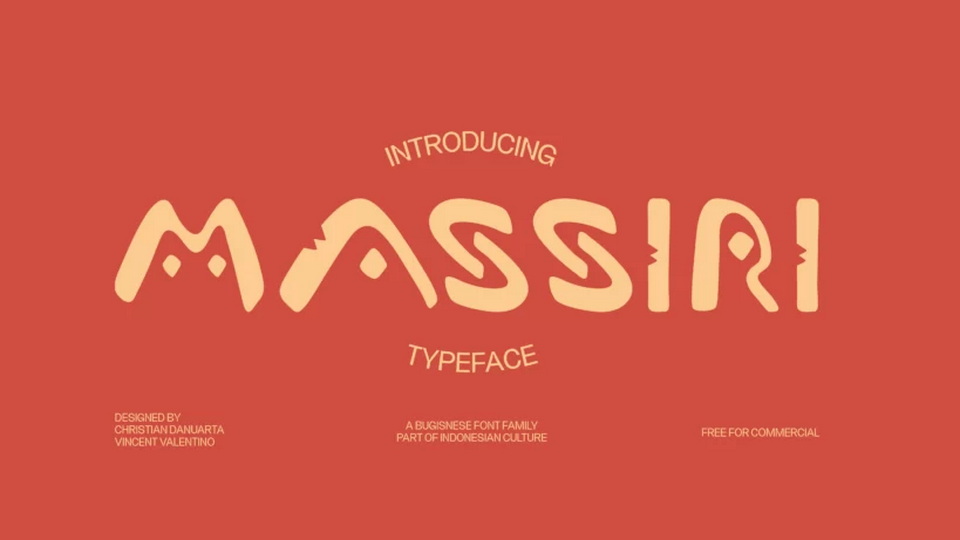 INTRODUCING
MASSIRI
TYPEFACE
DESIGNED BY
CHRISTIAN DANUARTA
VINCENT VALENTINO
A BUGISNESE FONT FAMILY
PART OF INDONESIAN CULTURE
FREE FOR COMMERCIAL